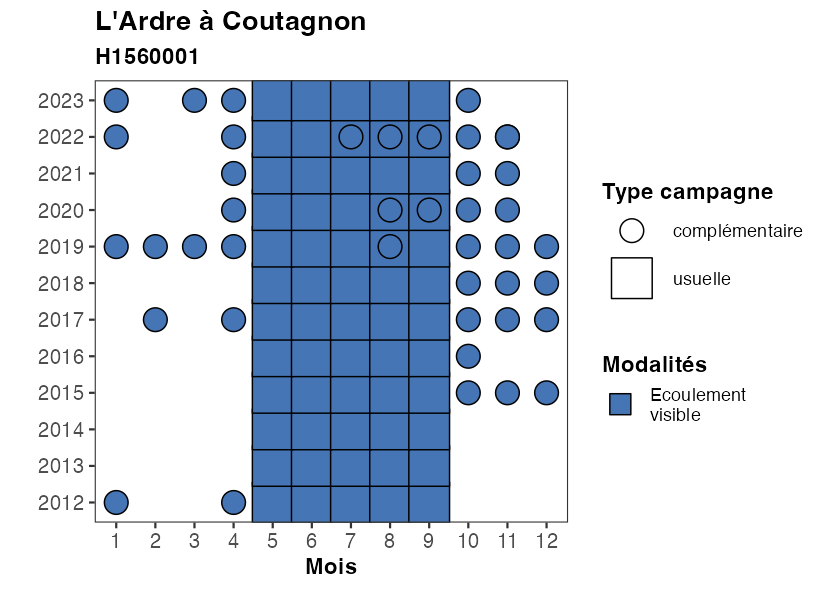 L'Ardre à Coutagnon
H1560001
2023
2022
2021
2020
2019
2018
2017
2016
2015
2014
2013
2012
1 2 3 4 5 6 7 8 9 10 11 12
Mois
Type campagne
complémentaire
usuelle
Modalités
Ecoulement
visible